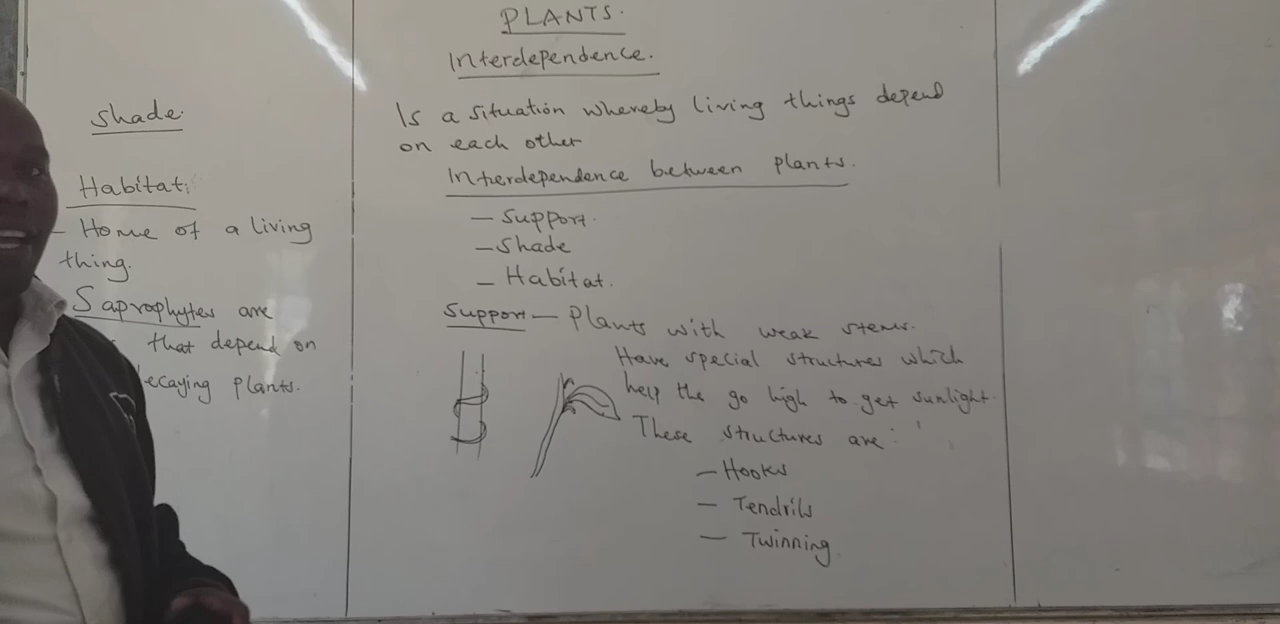 PLANTS.
Interdependence.
Is a situation whereby living things depend
on each other
Interdependence between plants.
— Support.
— Shade
— Habitat.
Support — Plants with weak stems.
Have special structures which
help the go high to get sunlight.
These structures are:
— Hooks
— Tendrils
— Twinning
Shade.
Habitat.
- Home of a living
thing.
Saprophytes are
that depend on
plants.